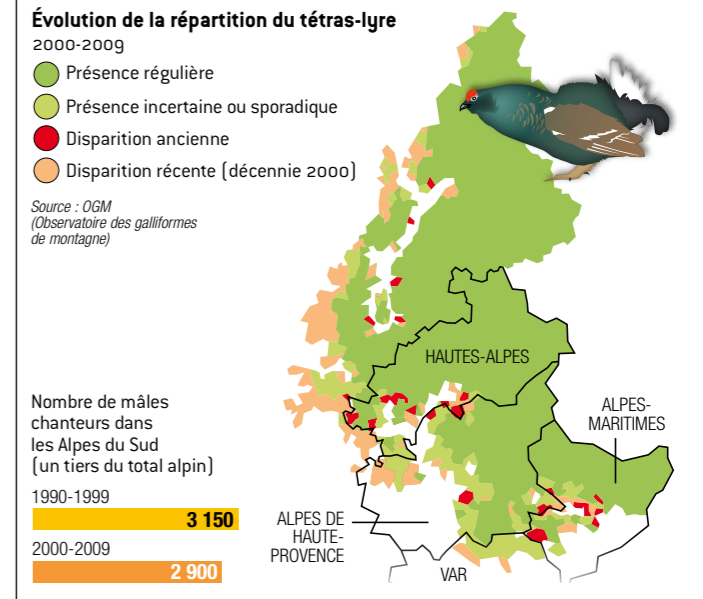 Évolution de la répartition du tétras-lyre
2000-2009
Présence régulière
Présence incertaine ou sporadique
Disparition ancienne
Disparition récente (décennie 2000)
Source : OGM
(Observatoire des galliformes
de montagne)
HAUTES-ALPES
ALPES-
MARITIMES
Nombre de mâles
chanteurs dans
les Alpes du Sud
(un tiers du total alpin)
1990-1999
3 150
2000-2009
2 900
ALPES DE
HAUTE-
PROVENCE
VAR